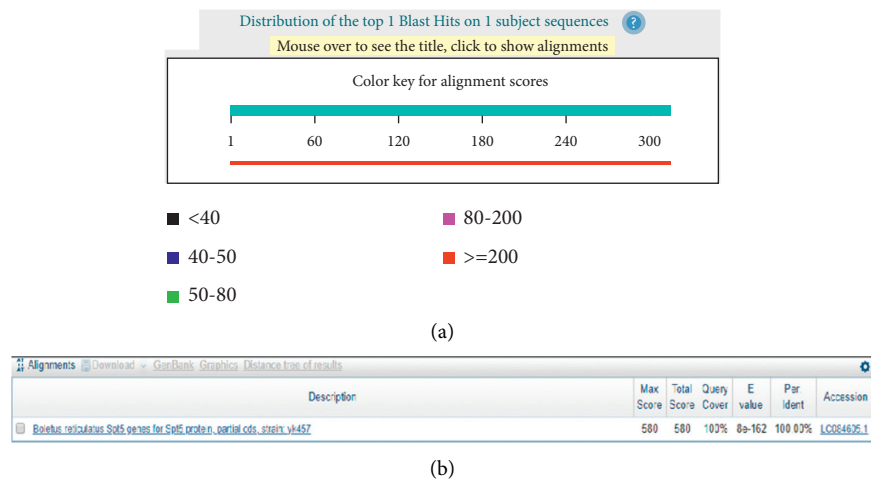 Distribution of the top 1 Blast Hits on 1 subject sequences ?
Mouse over to see the title, click to show alignments
Color key for alignment scores
1 60 120 180 240 300
<40 80-200
40-50 >=200
50-80
(a)
Alignments Download GenBank Graphics Distance tree of results
Description Max Score Total Score Query Cover E value Per. Ident Accession
Boletus reticulatus Spt5 genes for Spt5 protein, partial cds, strain: yk457 580 580 100% 8e-162 100.00% LC084605.1
(b)